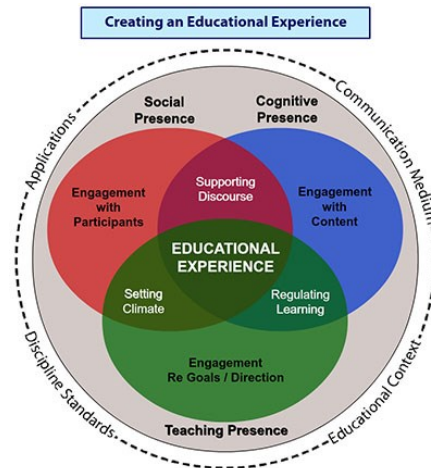 Creating an Educational Experience
Applications
Communication Medium
Social
Presence
Cognitive
Presence
Engagement
with
Participants
Supporting
Discourse
Engagement
with
Content
EDUCATIONAL
EXPERIENCE
Setting
Climate
Regulating
Learning
Engagement
Re Goals / Direction
Teaching Presence
Discipline Standards
Educational Context